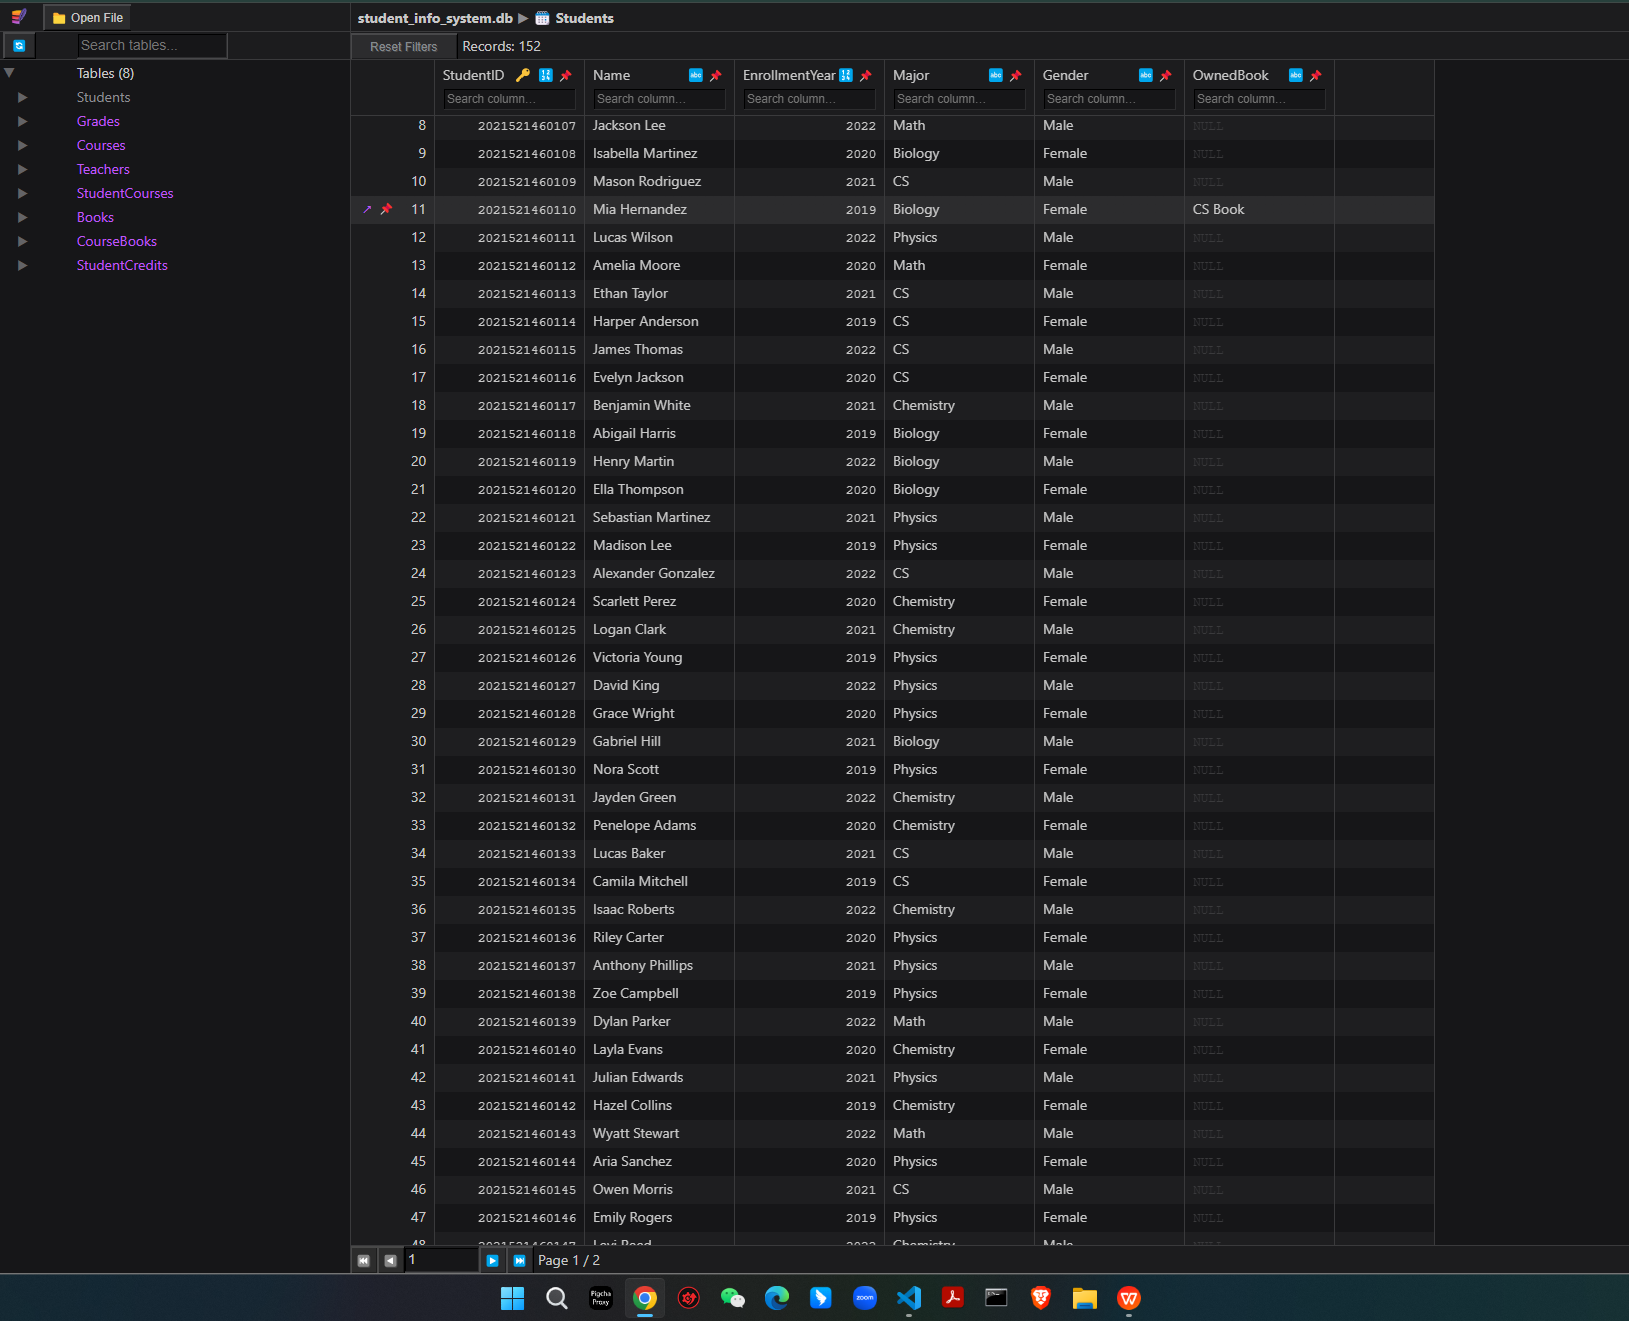 Open File
student_info_system.db ▶ Students
Search tables...
Reset Filters Records: 152
Tables (8)
Students
Grades
Courses
Teachers
StudentCourses
Books
CourseBooks
StudentCredits
StudentID Name EnrollmentYear Major Gender OwnedBook
Search column... Search column... Search column... Search column... Search column... Search column...
8 2021521460107 Jackson Lee 2022 Math Male NULL
9 2021521460108 Isabella Martinez 2020 Biology Female NULL
10 2021521460109 Mason Rodriguez 2021 CS Male NULL
11 2021521460110 Mia Hernandez 2019 Biology Female CS Book
12 2021521460111 Lucas Wilson 2022 Physics Male NULL
13 2021521460112 Amelia Moore 2020 Math Female NULL
14 2021521460113 Ethan Taylor 2021 CS Male NULL
15 2021521460114 Harper Anderson 2019 CS Female NULL
16 2021521460115 James Thomas 2022 CS Male NULL
17 2021521460116 Evelyn Jackson 2020 CS Female NULL
18 2021521460117 Benjamin White 2021 Chemistry Male NULL
19 2021521460118 Abigail Harris 2019 Biology Female NULL
20 2021521460119 Henry Martin 2022 Biology Male NULL
21 2021521460120 Ella Thompson 2020 Biology Female NULL
22 2021521460121 Sebastian Martinez 2021 Physics Male NULL
23 2021521460122 Madison Lee 2019 Physics Female NULL
24 2021521460123 Alexander Gonzalez 2022 CS Male NULL
25 2021521460124 Scarlett Perez 2020 Chemistry Female NULL
26 2021521460125 Logan Clark 2021 Chemistry Male NULL
27 2021521460126 Victoria Young 2019 Physics Female NULL
28 2021521460127 David King 2022 Physics Male NULL
29 2021521460128 Grace Wright 2020 Physics Female NULL
30 2021521460129 Gabriel Hill 2021 Biology Male NULL
31 2021521460130 Nora Scott 2019 Physics Female NULL
32 2021521460131 Jayden Green 2022 Chemistry Male NULL
33 2021521460132 Penelope Adams 2020 Chemistry Female NULL
34 2021521460133 Lucas Baker 2021 CS Male NULL
35 2021521460134 Camila Mitchell 2019 CS Female NULL
36 2021521460135 Isaac Roberts 2022 Chemistry Male NULL
37 2021521460136 Riley Carter 2020 Physics Female NULL
38 2021521460137 Anthony Phillips 2021 Physics Male NULL
39 2021521460138 Zoe Campbell 2019 Physics Female NULL
40 2021521460139 Dylan Parker 2022 Math Male NULL
41 2021521460140 Layla Evans 2020 Chemistry Female NULL
42 2021521460141 Julian Edwards 2021 Physics Male NULL
43 2021521460142 Hazel Collins 2019 Chemistry Female NULL
44 2021521460143 Wyatt Stewart 2022 Math Male NULL
45 2021521460144 Aria Sanchez 2020 Physics Female NULL
46 2021521460145 Owen Morris 2021 CS Male NULL
47 2021521460146 Emily Rogers 2019 Physics Female NULL
1 Page 1 / 2
Figcha
Proxy
zoom